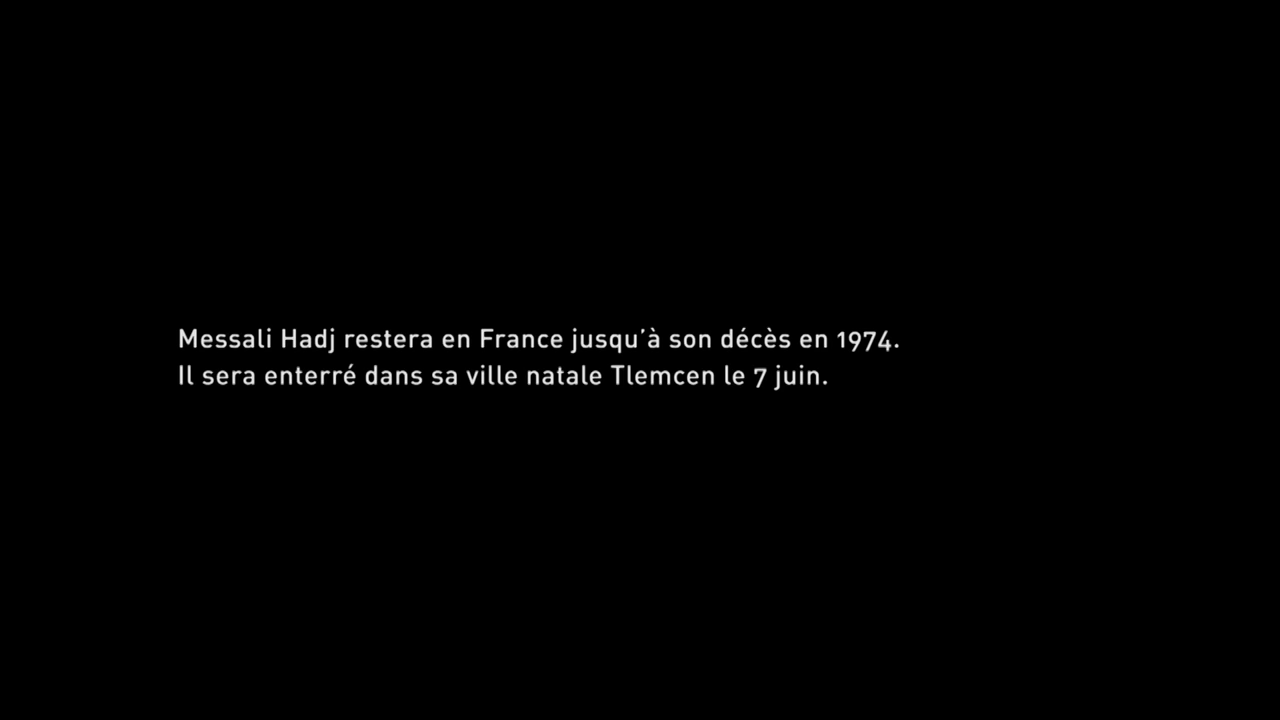 Messali Hadj restera en France jusqu’à son décès en 1974.
Il sera enterré dans sa ville natale Tlemcen le 7 juin.